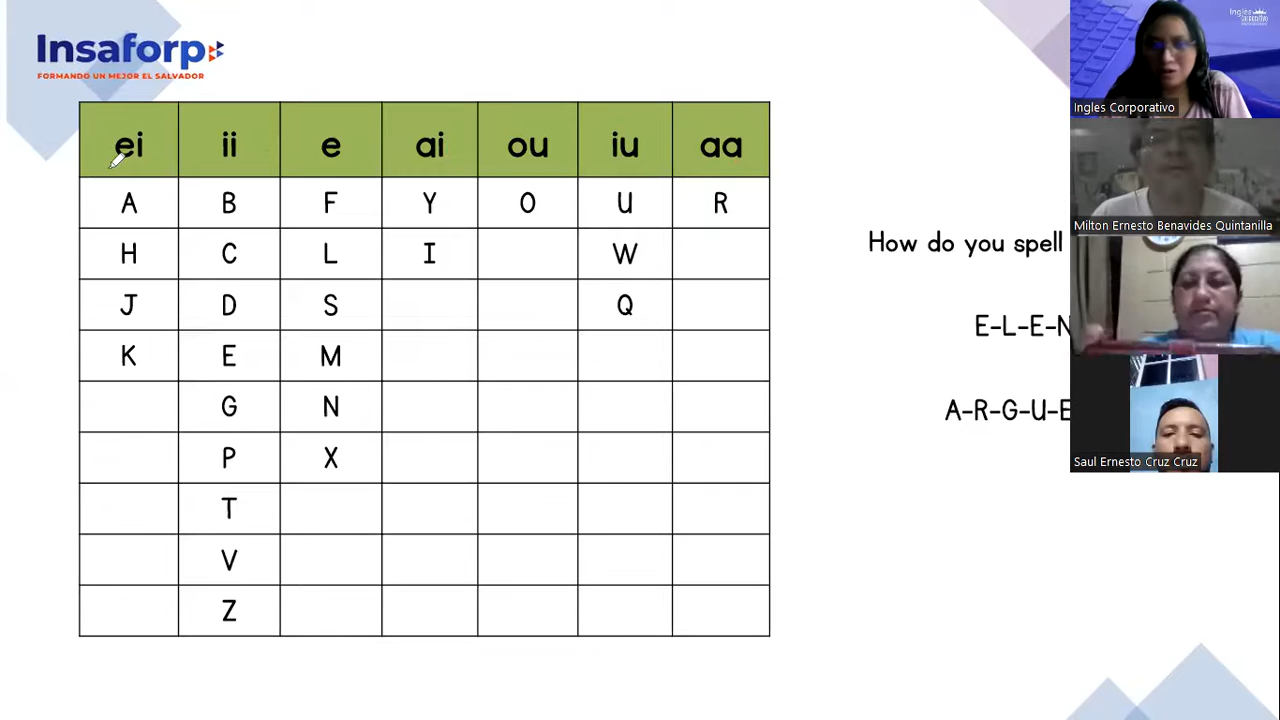 Insaforp
FORMANDO UN MEJOR EL SALVADOR
ei ii e ai ou iu aa
A B F Y O U R
H C L I W
J D S Q
K E M
G N
P X
T
V
Z
How do you spell
E-L-E-N
A-R-G-U-E
Ingles Corporativo
Milton Ernesto Benavides Quintanilla
Saul Ernesto Cruz Cruz
Ingles